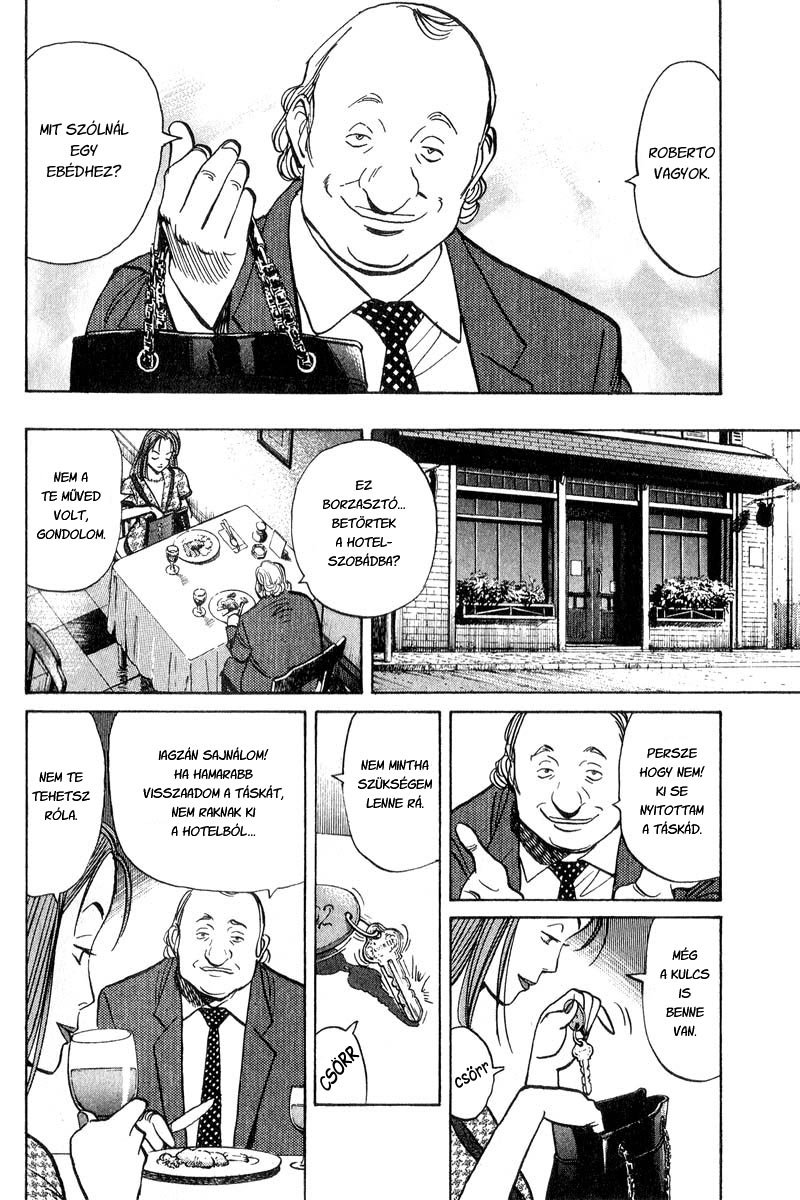 ROBERTO
VAGYOK.
MIT SZÓLNÁL
EGY
EBÉDHEZ?
EZ
BORZASZTÓ...
BETÖRTEK
A HOTEL-
SZOBÁDBA?
NEM A
TE MŰVED
VOLT,
GONDOLOM.
PERSZE
HOGY NEM!
KI SE
NYITOTTAM
A TÁSKÁD.
MÉG
A KULCS
IS
BENNE
VAN.
CSÖRR
NEM MINTHA
SZÜKSÉGEM
LENNE RÁ.
52
CSÖRR
IAGZÁN SAJNÁLOM!
HA HAMARABB
VISSZAADOM A TÁSKÁT,
NEM RAKNAK KI
A HOTELBÓL...
NEM TE
TEHETSZ
RÓLA.